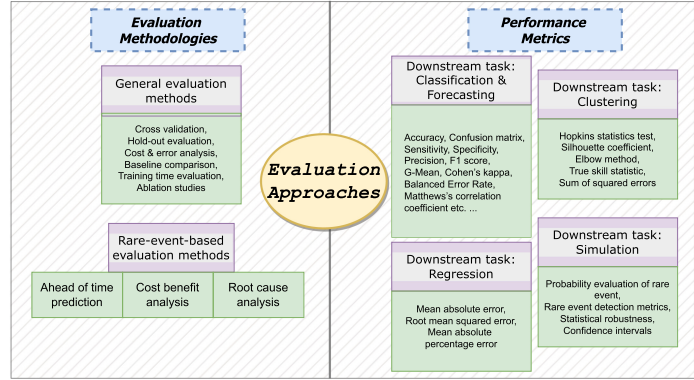 Evaluation
Methodologies
General evaluation
methods
Cross validation,
Hold-out evaluation,
Cost & error analysis,
Baseline comparison,
Training time evaluation,
Ablation studies
Rare-event-based
evaluation methods
Ahead of time
prediction
Cost benefit
analysis
Root cause
analysis
Evaluation
Approaches
Performance
Metrics
Downstream task:
Classification &
Forecasting
Accuracy, Confusion matrix,
Sensitivity, Specificity,
Precision, F1 score,
G-Mean, Cohen's kappa,
Balanced Error Rate,
Matthews's correlation
coefficient etc. ...
Downstream task:
Clustering
Hopkins statistics test,
Silhouette coefficient,
Elbow method,
True skill statistic,
Sum of squared errors
Downstream task:
Regression
Mean absolute error,
Root mean squared error,
Mean absolute
percentage error
Downstream task:
Simulation
Probability evaluation of rare
event,
Rare event detection metrics,
Statistical robustness,
Confidence intervals